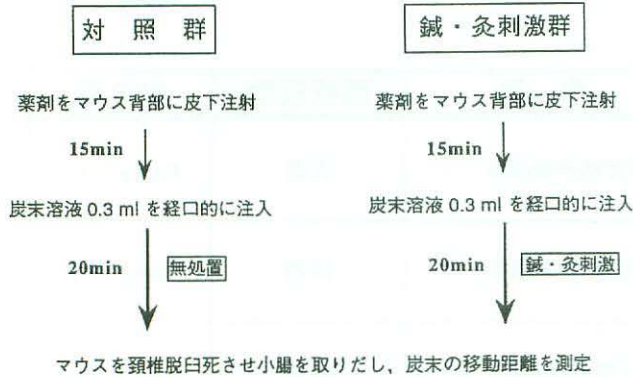 対 照 群
鍼・灸刺激群
薬剤をマウス背部に皮下注射
薬剤をマウス背部に皮下注射
15min
15min
炭末溶液 0.3 ml を経口的に注入
炭末溶液 0.3 ml を経口的に注入
20min
無処置
20min
鍼・灸刺激
マウスを頚椎脱臼死させ小腸を取りだし，炭末の移動距離を測定